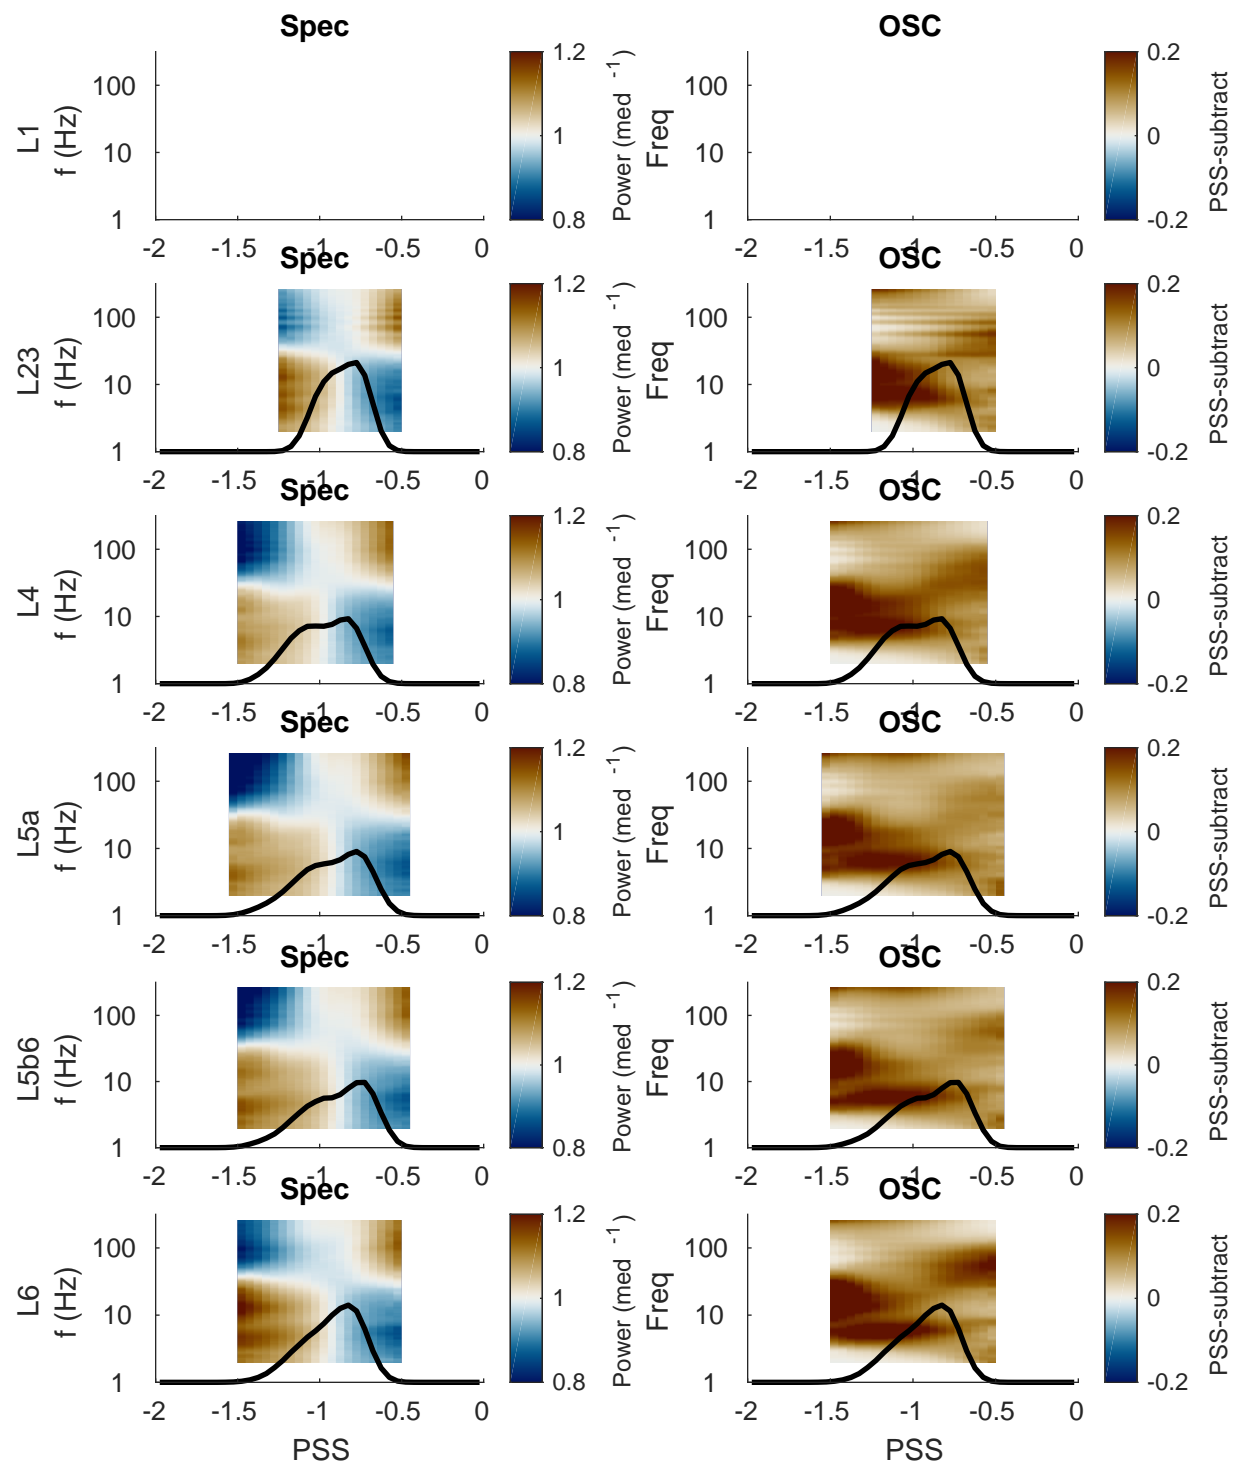 Spec
OSC
L1
f (Hz)
100
10
1
-2 -1.5 -1 -0.5 0
1.2
1
0.8
Power (med -1)
Freq
100
10
1
-2 -1.5 -1 -0.5 0
0.2
0
-0.2
PSS-subtract
Spec
OSC
L23
f (Hz)
100
10
1
-2 -1.5 -1 -0.5 0
1.2
1
0.8
Power (med -1)
Freq
100
10
1
-2 -1.5 -1 -0.5 0
0.2
0
-0.2
PSS-subtract
Spec
OSC
L4
f (Hz)
100
10
1
-2 -1.5 -1 -0.5 0
1.2
1
0.8
Power (med -1)
Freq
100
10
1
-2 -1.5 -1 -0.5 0
0.2
0
-0.2
PSS-subtract
Spec
OSC
L5a
f (Hz)
100
10
1
-2 -1.5 -1 -0.5 0
1.2
1
0.8
Power (med -1)
Freq
100
10
1
-2 -1.5 -1 -0.5 0
0.2
0
-0.2
PSS-subtract
Spec
OSC
L5b6
f (Hz)
100
10
1
-2 -1.5 -1 -0.5 0
1.2
1
0.8
Power (med -1)
Freq
100
10
1
-2 -1.5 -1 -0.5 0
0.2
0
-0.2
PSS-subtract
Spec
OSC
L6
f (Hz)
100
10
1
-2 -1.5 -1 -0.5 0
PSS
1.2
1
0.8
Power (med -1)
Freq
100
10
1
-2 -1.5 -1 -0.5 0
PSS
0.2
0
-0.2
PSS-subtract